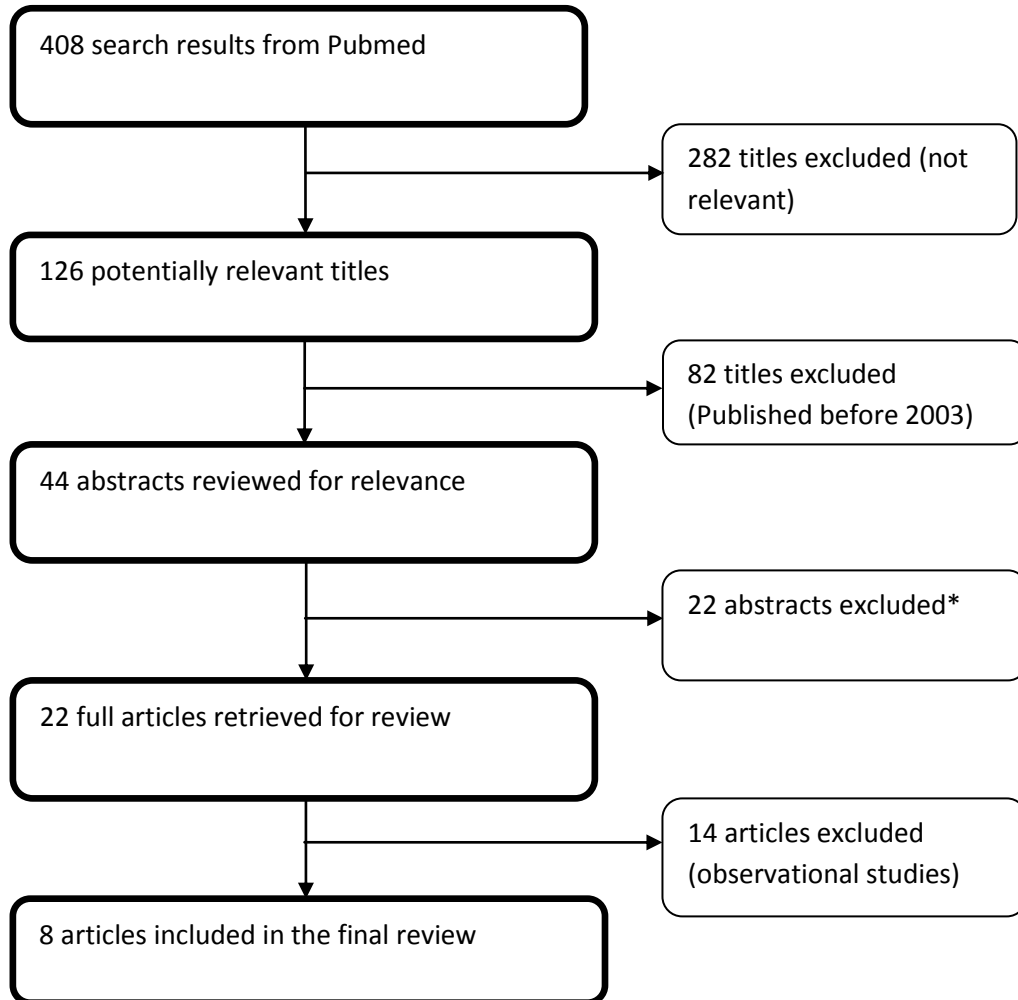 408 search results from Pubmed
282 titles excluded (not
relevant)
126 potentially relevant titles
82 titles excluded
(Published before 2003)
44 abstracts reviewed for relevance
22 abstracts excluded*
22 full articles retrieved for review
14 articles excluded
(observational studies)
8 articles included in the final review